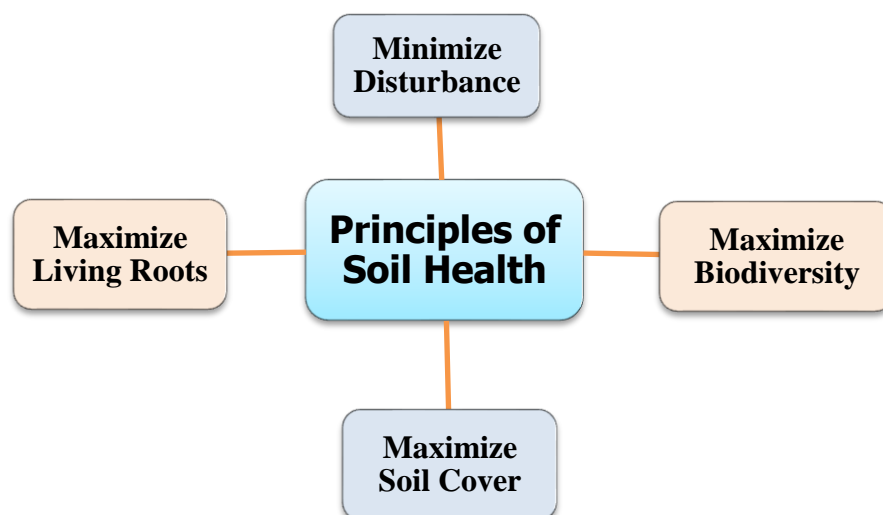 Minimize
Disturbance
Maximize
Living Roots
Principles of
Soil Health
Maximize
Biodiversity
Maximize
Soil Cover